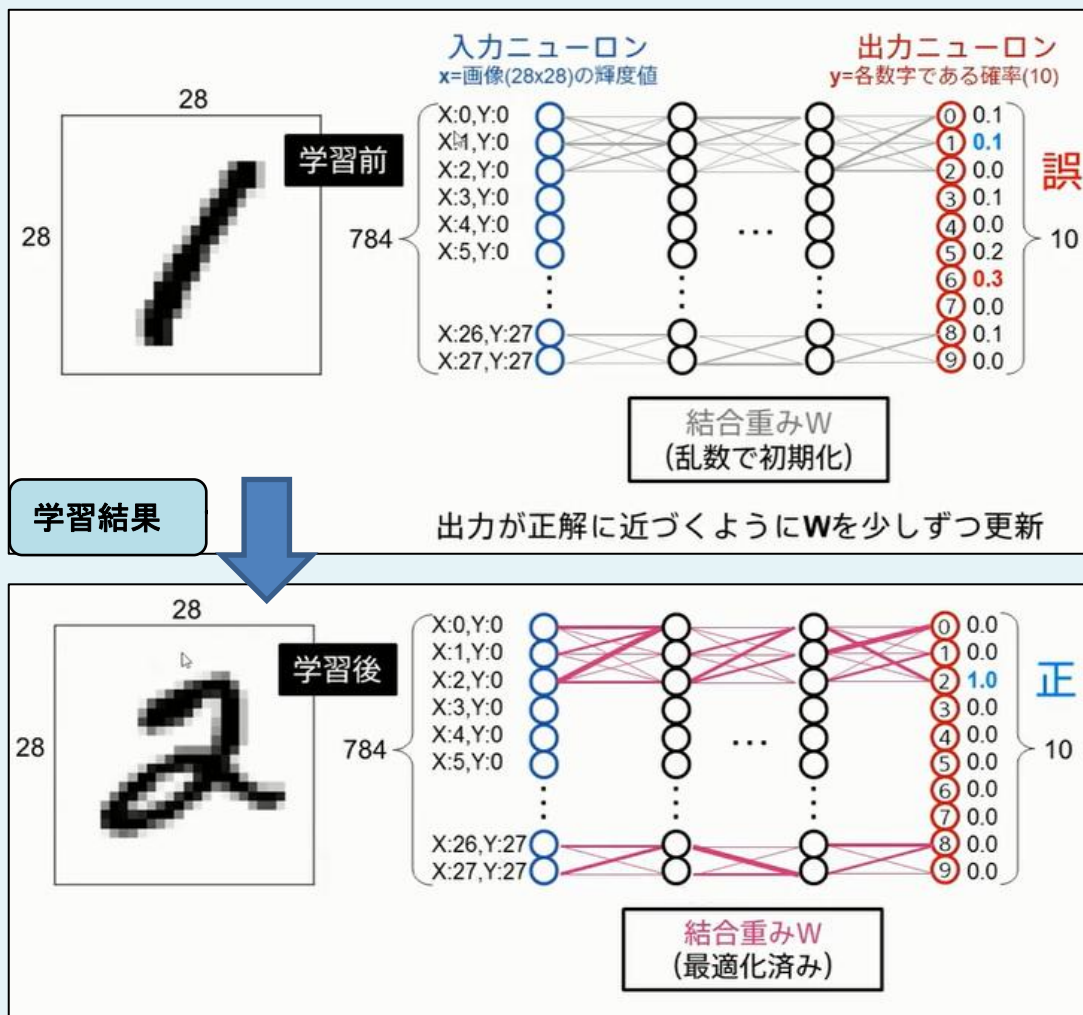 入力ニューロン
x=画像(28x28)の輝度値
出力ニューロン
y=各数字である確率(10)
28
28
学習前
784
X:0,Y:0
X:1,Y:0
X:2,Y:0
X:3,Y:0
X:4,Y:0
X:5,Y:0
X:26,Y:27
X:27,Y:27
…
0 0.1
1 0.1
2 0.0
3 0.1
4 0.0
5 0.2
6 0.3
7 0.0
8 0.1
9 0.0
10
誤
結合重みW
(乱数で初期化)
学習結果
出力が正解に近づくようにWを少しずつ更新
28
28
学習後
784
X:0,Y:0
X:1,Y:0
X:2,Y:0
X:3,Y:0
X:4,Y:0
X:5,Y:0
X:26,Y:27
X:27,Y:27
…
0 0.0
1 0.0
2 1.0
3 0.0
4 0.0
5 0.0
6 0.0
7 0.0
8 0.0
9 0.0
10
正
結合重みW
(最適化済み)